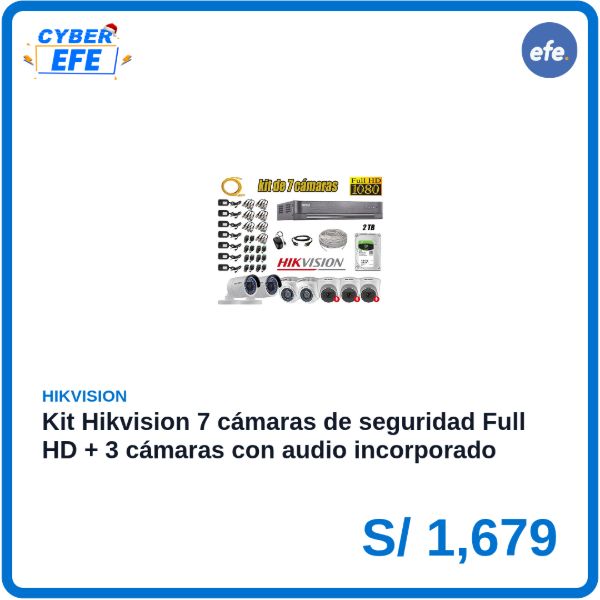 CYBER
EFE
efe.
kit de 7 cámaras
Full HD
1080
2 TB
HIKVISION
HIKVISION
Kit Hikvision 7 cámaras de seguridad Full
HD + 3 cámaras con audio incorporado
S/ 1,679